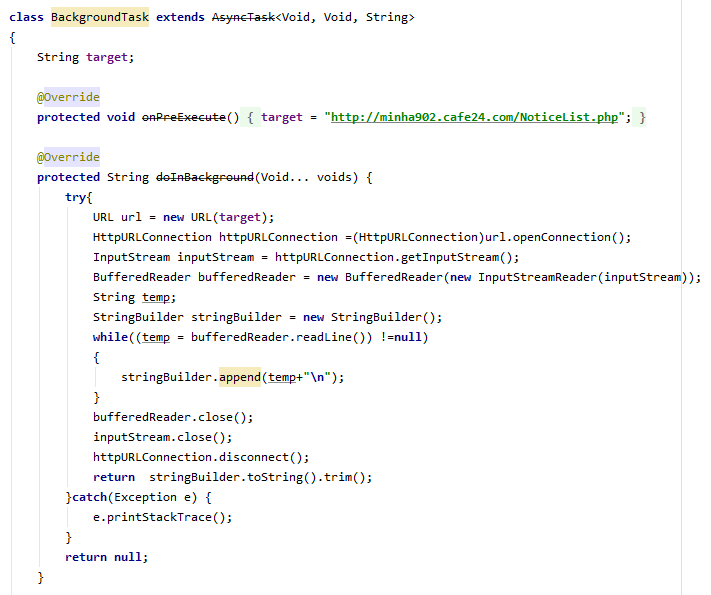 class BackgroundTask extends AsyncTask<Void, Void, String>
{
    String target;

    @Override
    protected void onPreExecute() { target = "http://minha902.cafe24.com/NoticeList.php"; }

    @Override
    protected String doInBackground(Void... voids) {
        try{
            URL url = new URL(target);
            HttpURLConnection httpURLConnection =(HttpURLConnection)url.openConnection();
            InputStream inputStream = httpURLConnection.getInputStream();
            BufferedReader bufferedReader = new BufferedReader(new InputStreamReader(inputStream));
            String temp;
            StringBuilder stringBuilder = new StringBuilder();
            while((temp = bufferedReader.readLine()) !=null)
            {
                stringBuilder.append(temp+"\n");
            }
            bufferedReader.close();
            inputStream.close();
            httpURLConnection.disconnect();
            return  stringBuilder.toString().trim();
        }catch(Exception e) {
            e.printStackTrace();
        }
        return null;
    }